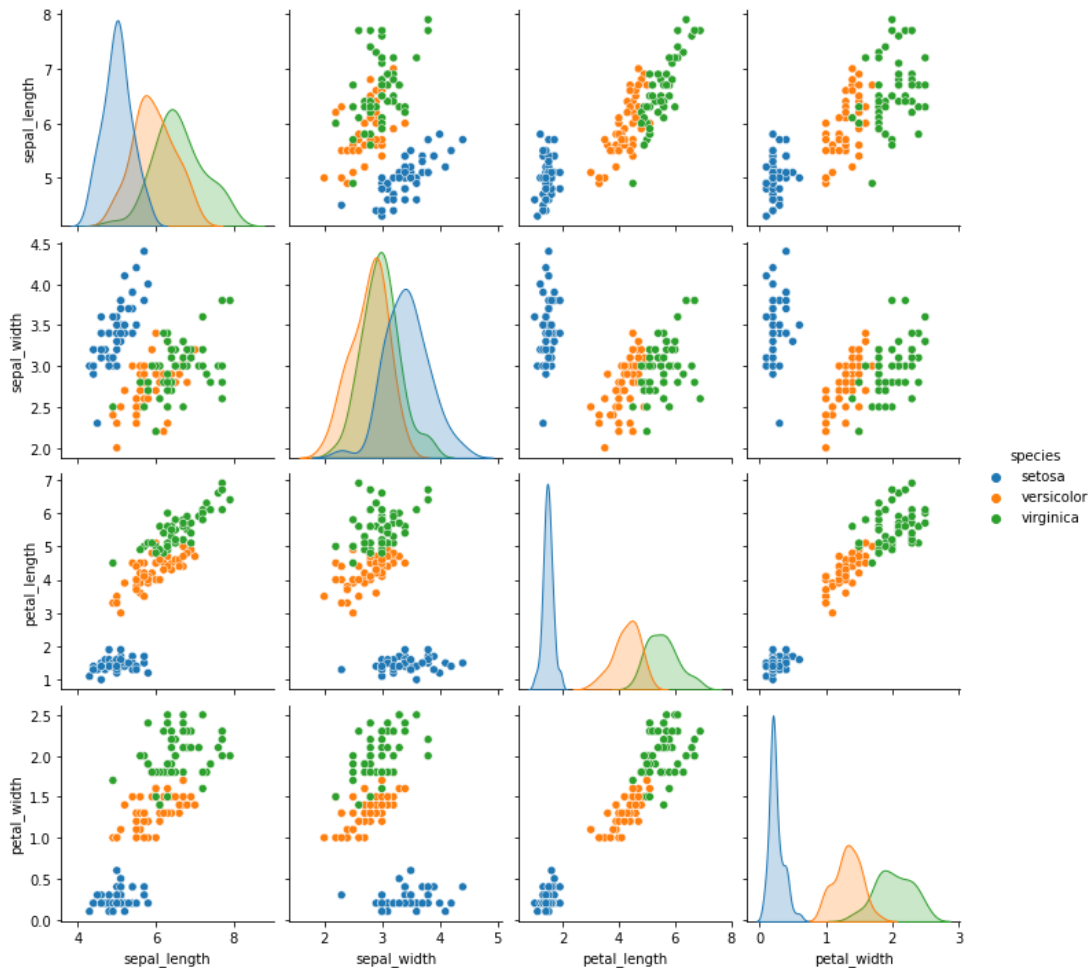 8
7
6
5
sepal_length
4.5
4.0
3.5
3.0
2.5
2.0
sepal_width
species
setosa
versicolor
virginica
7
6
5
4
3
2
1
petal_length
2.5
2.0
1.5
1.0
0.5
0.0
petal_width
4 6 8
2 3 4 5
2 4 6 8
0 1 2 3
sepal_length
sepal_width
petal_length
petal_width